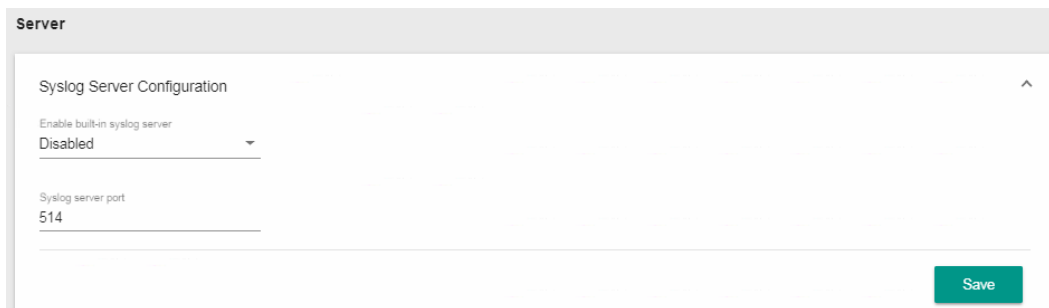 Server
Syslog Server Configuration
Enable built-in syslog server
Disabled
Syslog server port
514
Save